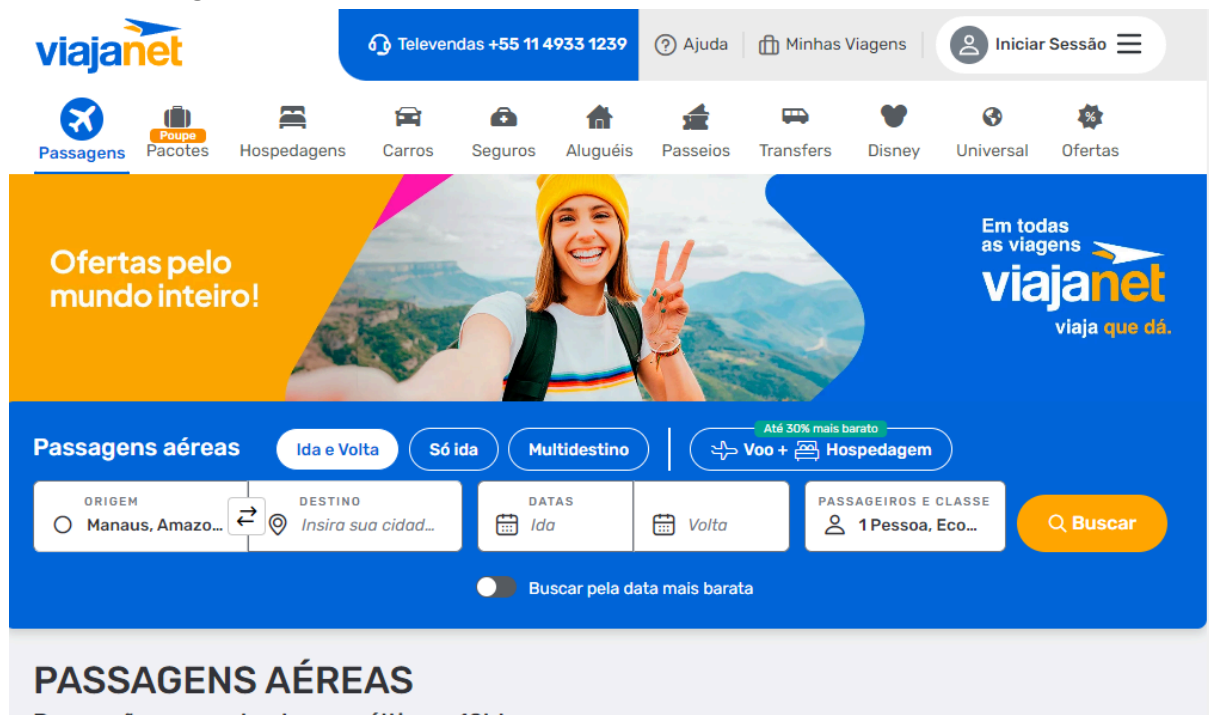 viajanet
Televendas +55 11 4933 1239
Ajuda
Minhas Viagens
Iniciar Sessão
Passagens
Poupe
Pacotes
Hospedagens
Carros
Seguros
Aluguéis
Passeios
Transfers
Disney
Universal
Ofertas
Ofertas pelo
mundo inteiro!
Em todas
as viagens
viajanet
viaja que dá.
Passagens aéreas
Ida e Volta
Só ida
Multidestino
Até 30% mais barato
Voo + Hospedagem
ORIGEM
Manaus, Amazo...
DESTINO
Insira sua cidad...
DATAS
Ida
Volta
PASSAGEIROS E CLASSE
1 Pessoa, Eco...
Buscar
Buscar pela data mais barata
PASSAGENS AÉREAS